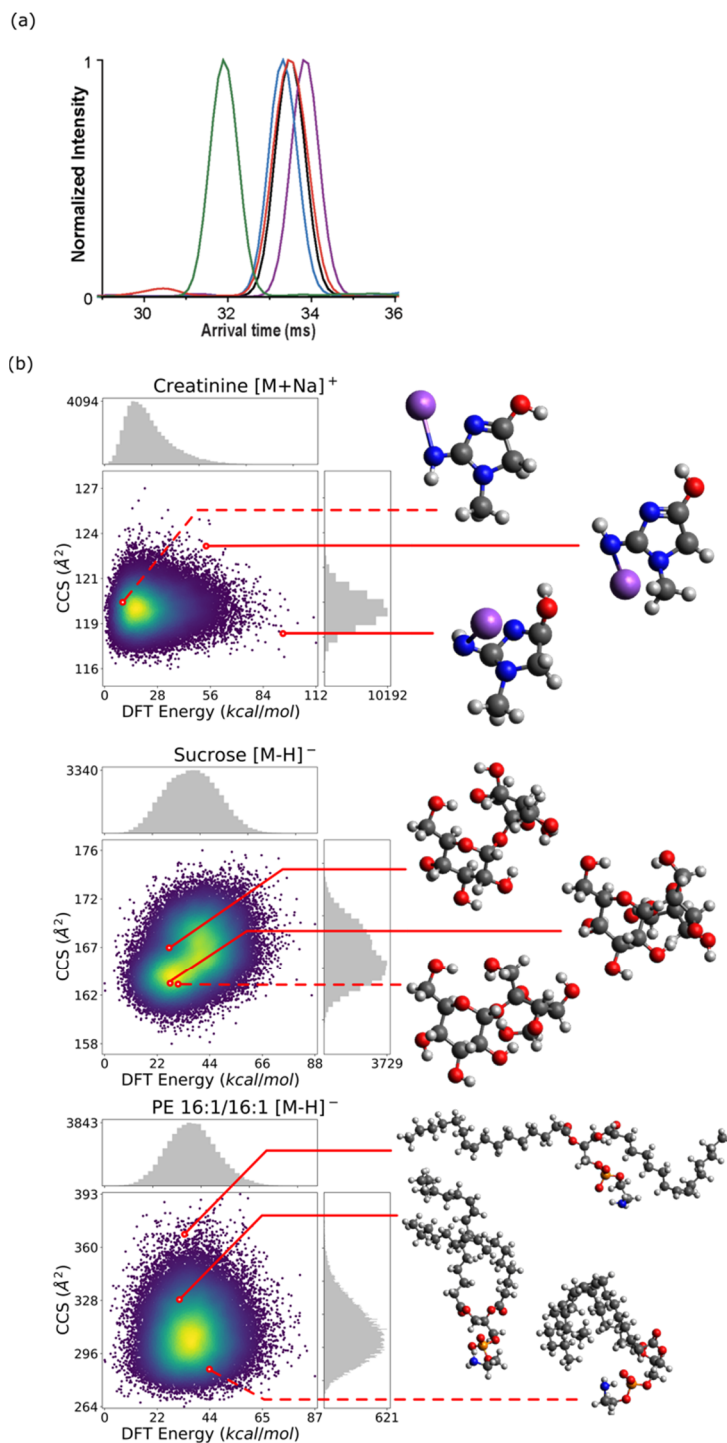 (a)
Normalized Intensity
1
0
30 32 34 36
Arrival time (ms)
(b)
Creatinine [M+Na]⁺
4094
CCS (Å²)
127
124
121
119
116
0 28 56 84 112 10192
DFT Energy (kcal/mol)
Sucrose [M-H]⁻
3340
CCS (Å²)
176
172
167
162
158
0 22 44 66 88 3729
DFT Energy (kcal/mol)
PE 16:1/16:1 [M-H]⁻
3843
CCS (Å²)
393
360
328
296
264
0 22 44 65 87 621
DFT Energy (kcal/mol)